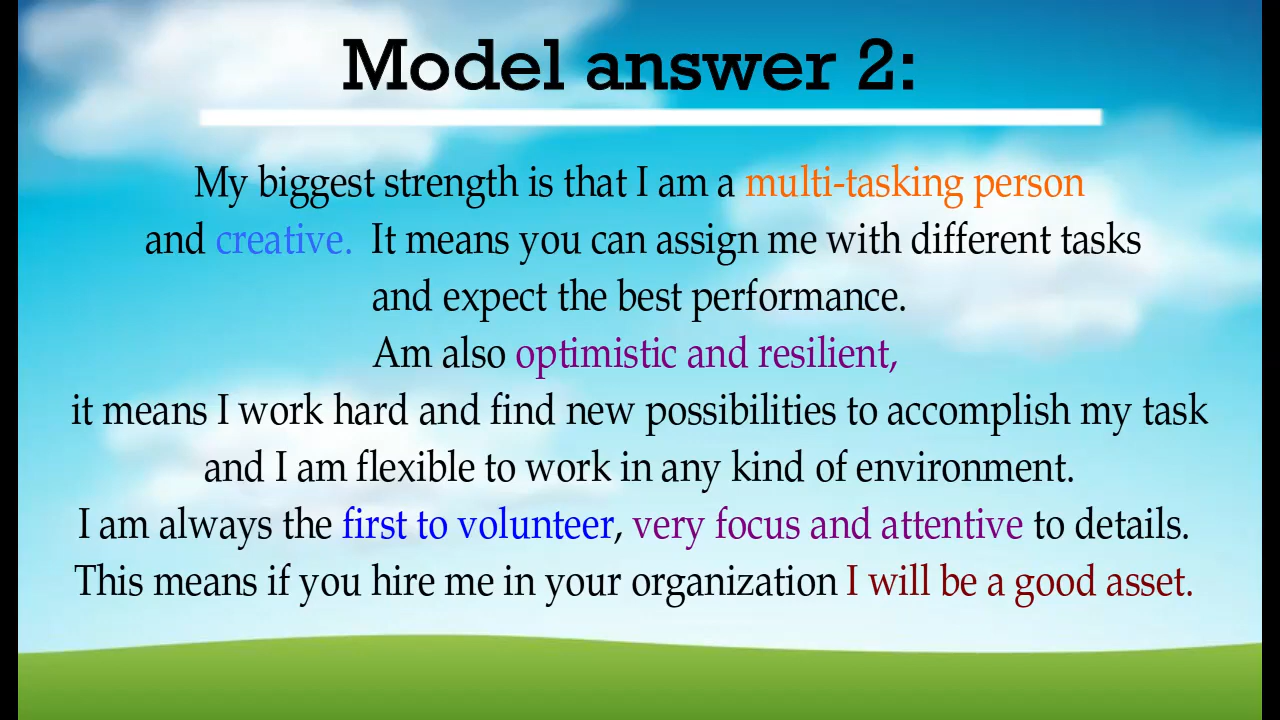 Model answer 2:
My biggest strength is that I am a multi-tasking person
and creative. It means you can assign me with different tasks
and expect the best performance.
Am also optimistic and resilient,
it means I work hard and find new possibilities to accomplish my task
and I am flexible to work in any kind of environment.
I am always the first to volunteer, very focus and attentive to details.
This means if you hire me in your organization I will be a good asset.